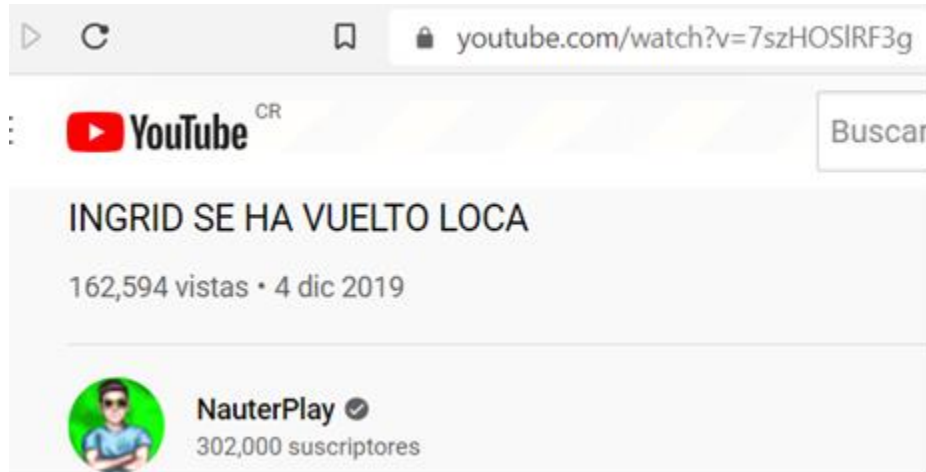 youtube.com/watch?v=7szHOSlRF3g
YouTube CR
Buscar
INGRID SE HA VUELTO LOCA
162,594 vistas • 4 dic 2019
NauterPlay
302,000 suscriptores